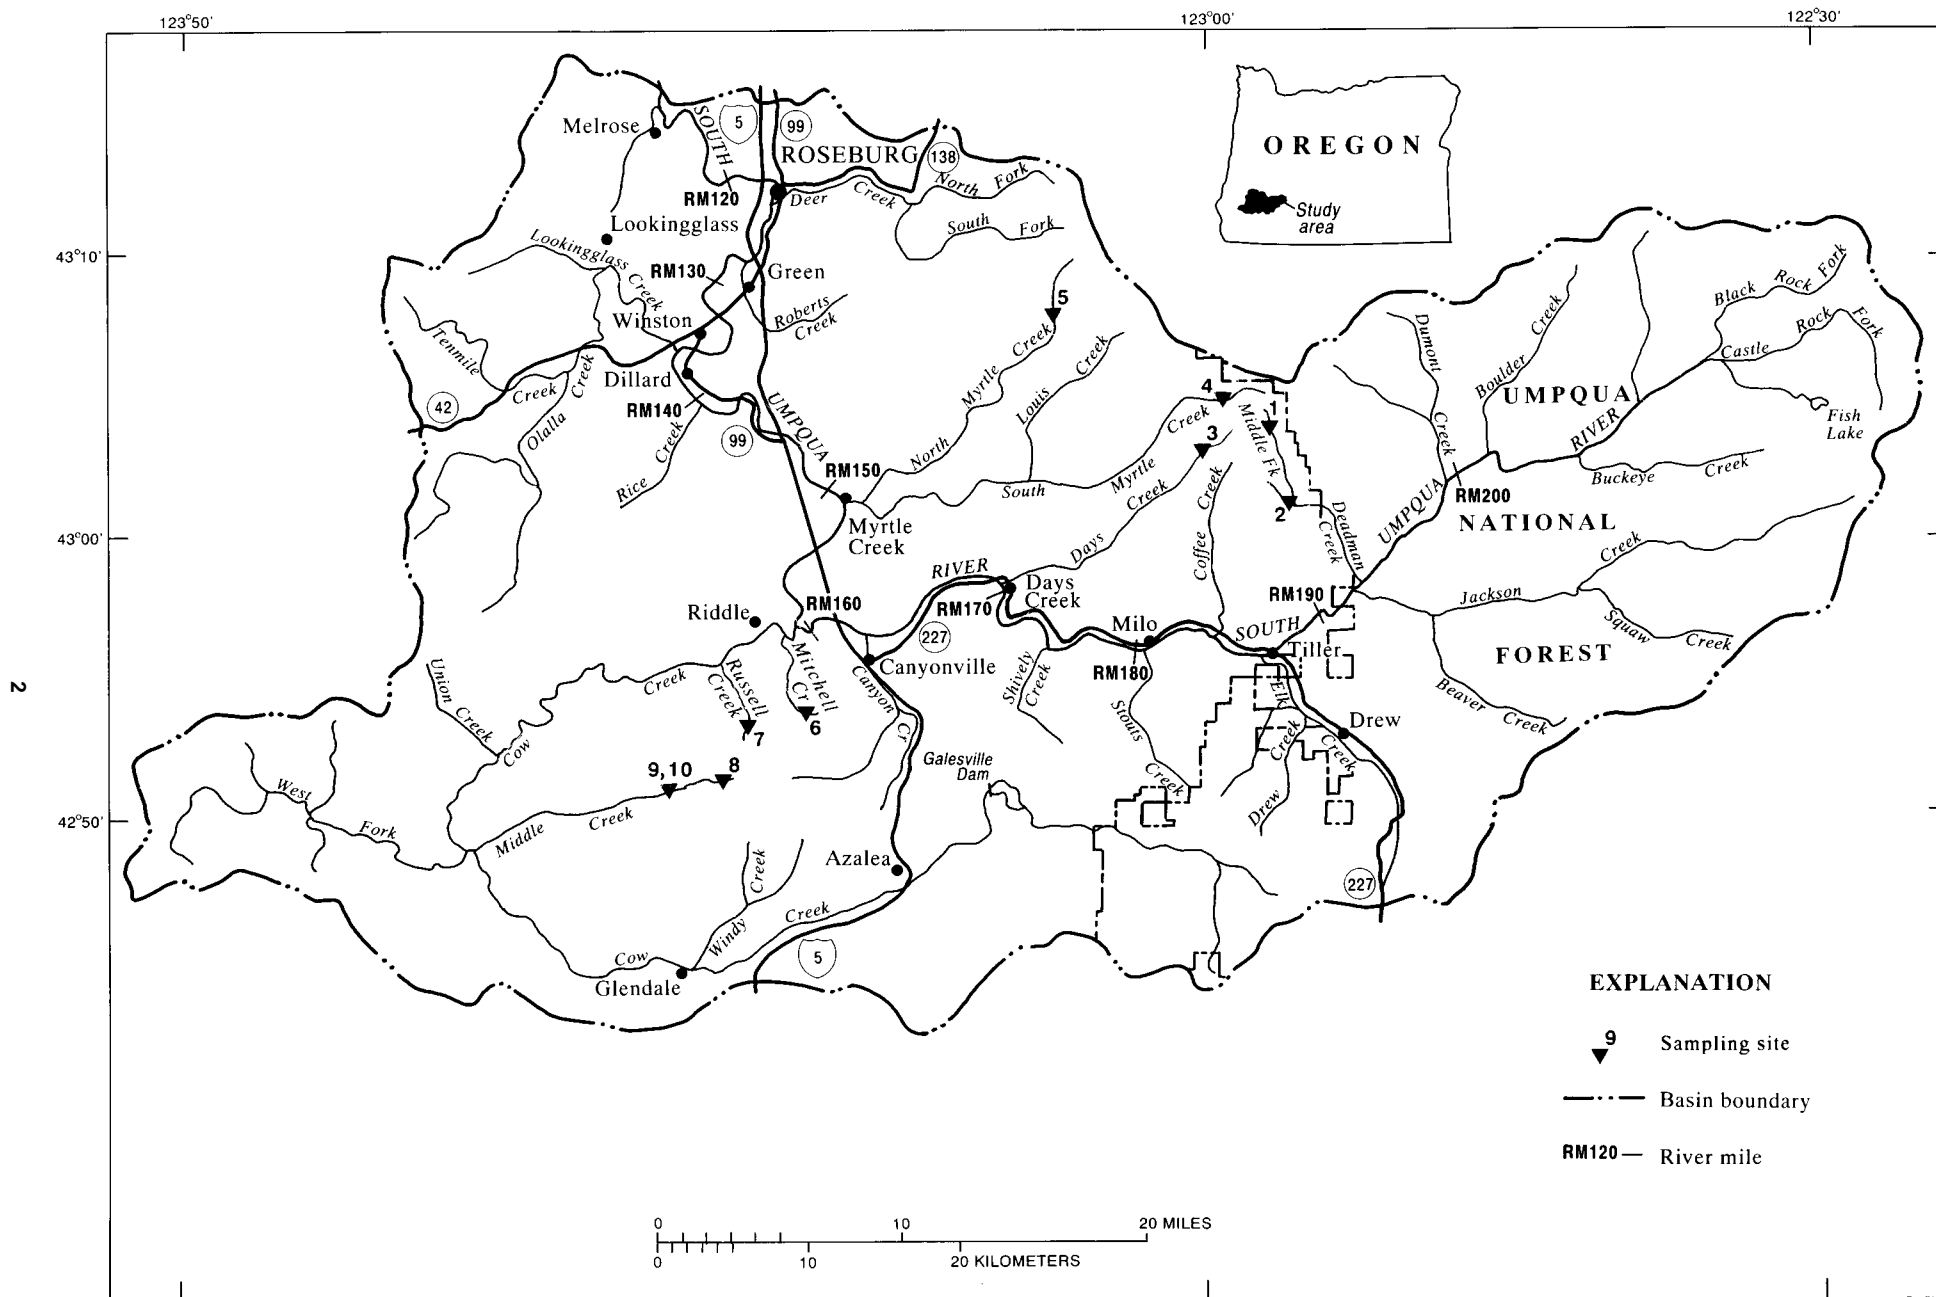 123°50'
123°00'
122°30'
43°10'
43°00'
42°50'
2
Melrose
SOUTH
5
99
ROSEBURG
138
RM120
Deer
Creek
North
Fork
South
Fork
Lookingglass
Lookingglass
Creek
RM130
Green
Winston
Roberts
Creek
Tenmile
Creek
Olalla
Creek
42
Dillard
RM140
99
Rice
Creek
UMPQUA
RM150
Myrtle
Creek
North
Myrtle
Creek
5
Louis
Creek
South
Myrtle
Creek
4
1
Middle Fk
3
2
Days
Creek
Coffee
Creek
Deadman
Creek
OREGON
Study
area
Dumont
Creek
Boulder
Creek
UMPQUA
RIVER
Black
Rock
Fork
Castle
Rock
Fork
Fish
Lake
Buckeye
Creek
RM200
UMPQUA
NATIONAL
Creek
Jackson
Squaw
Creek
FOREST
Beaver
Creek
RM190
SOUTH
Tiller
Milo
RM180
Days
Creek
RM170
RIVER
227
Canyonville
RM160
Riddle
Mitchell
Cr
6
Russell
Creek
7
Creek
Cow
Union
Creek
Canyon
Cr
Shively
Creek
Stouts
Creek
Elk
Creek
Drew
Drew
Creek
Galesville
Dam
8
9,10
Middle
Creek
West
Fork
Azalea
Windy
Creek
Creek
Cow
Glendale
5
227
EXPLANATION
9
Sampling site
Basin boundary
RM120
River mile
0
10
20 MILES
0
10
20 KILOMETERS